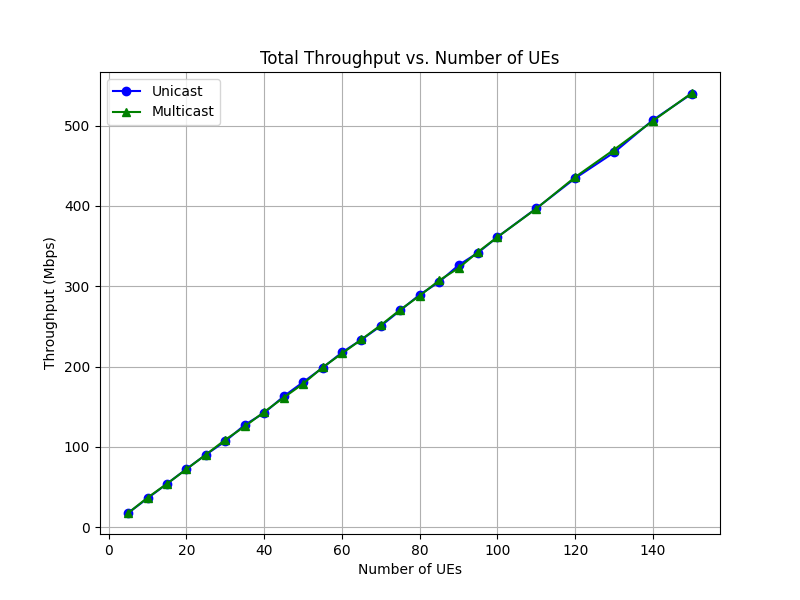 Total Throughput vs. Number of UEs
Unicast
Multicast
Throughput (Mbps)
500
400
300
200
100
0
0 20 40 60 80 100 120 140
Number of UEs